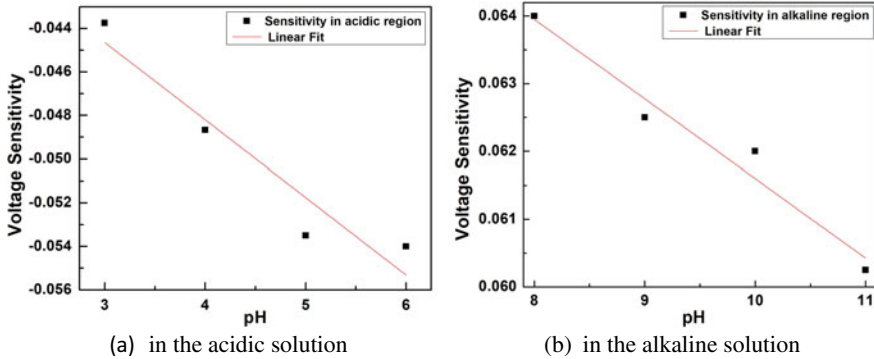 Sensitivity in acidic region
Linear Fit
-0.044
-0.046
-0.048
-0.050
-0.052
-0.054
-0.056
Voltage Sensitivity
3 4 5 6
pH
(a) in the acidic solution
Sensitivity in alkaline region
Linear Fit
0.064
0.063
0.062
0.061
0.060
Voltage Sensitivity
8 9 10 11
pH
(b) in the alkaline solution